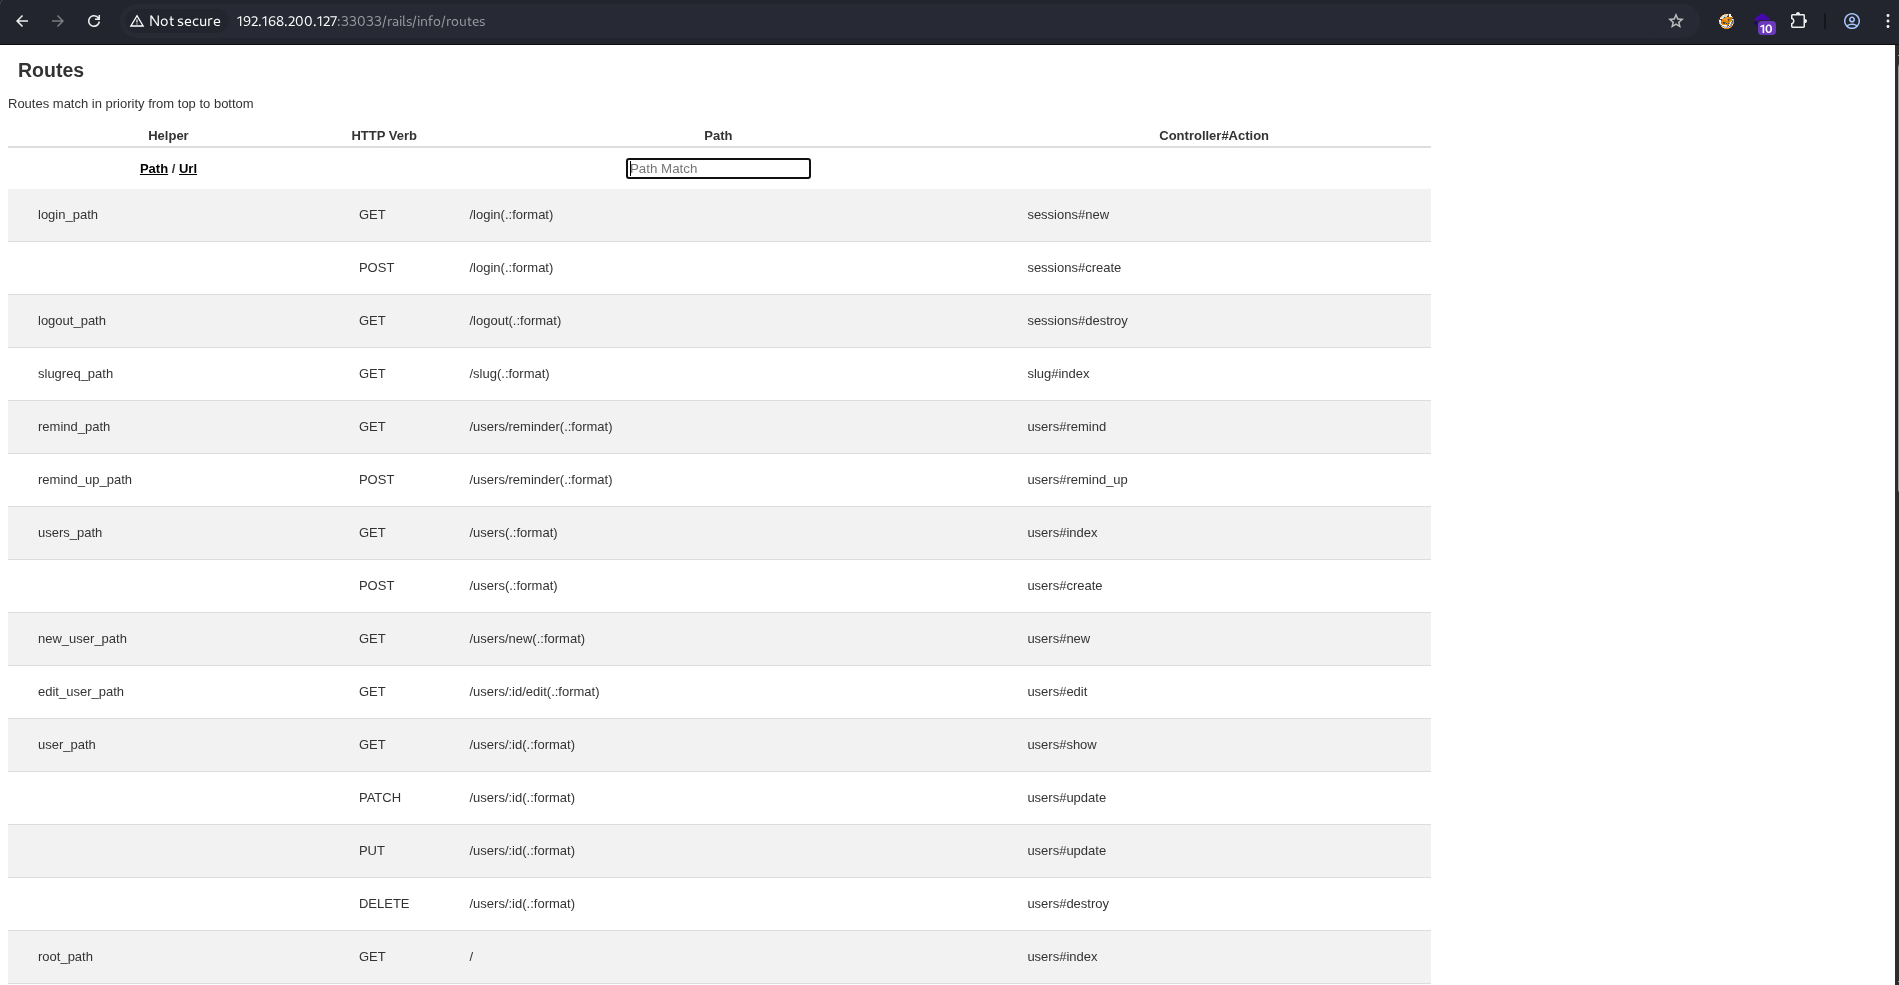 Not secure 192.168.200.127:33033/rails/info/routes
10
Routes
Routes match in priority from top to bottom
Helper HTTP Verb Path Controller#Action
Path / Url Path Match
login_path GET /login(.:format) sessions#new
POST /login(.:format) sessions#create
logout_path GET /logout(.:format) sessions#destroy
slugreq_path GET /slug(.:format) slug#index
remind_path GET /users/reminder(.:format) users#remind
remind_up_path POST /users/reminder(.:format) users#remind_up
users_path GET /users(.:format) users#index
POST /users(.:format) users#create
new_user_path GET /users/new(.:format) users#new
edit_user_path GET /users/:id/edit(.:format) users#edit
user_path GET /users/:id(.:format) users#show
PATCH /users/:id(.:format) users#update
PUT /users/:id(.:format) users#update
DELETE /users/:id(.:format) users#destroy
root_path GET / users#index